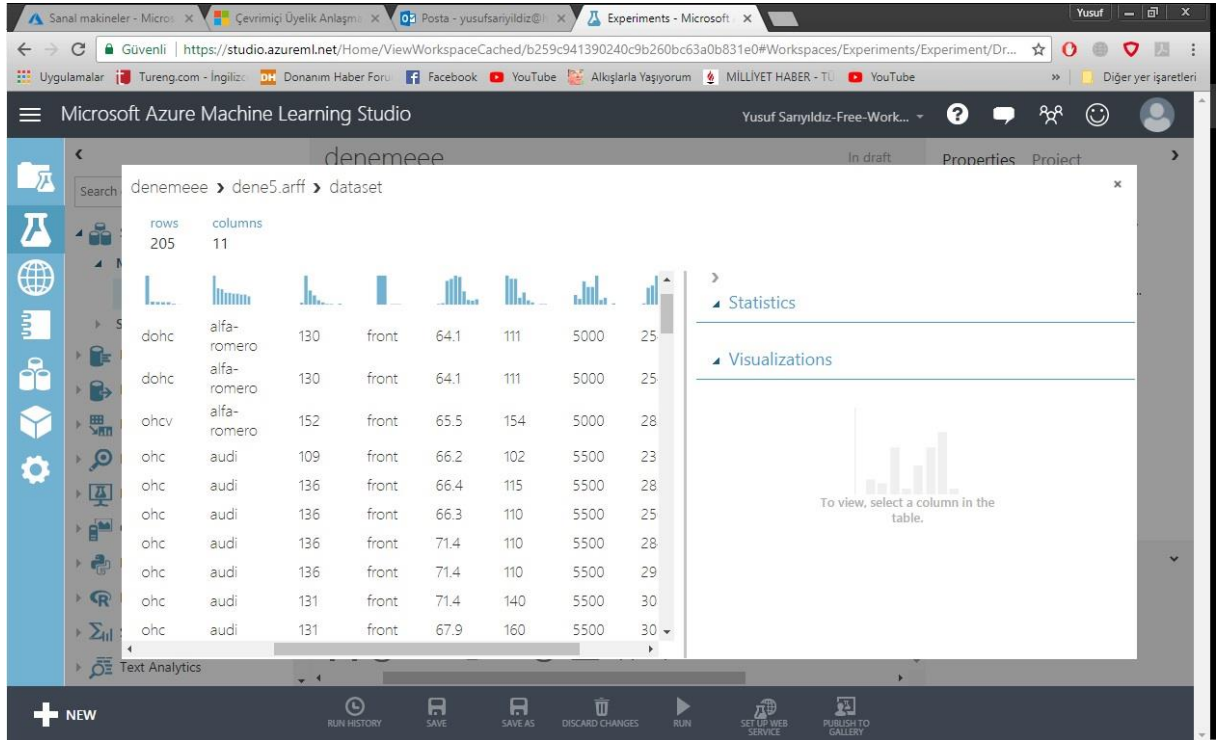 Sanal makineler - Micros
Çevrimiçi Üyelik Anlaşma
Posta - yusufsariyildiz@h
Experiments - Microsoft
Yusuf
Güvenli | https://studio.azureml.net/Home/ViewWorkspaceCached/b259c941390240c9b260bc63a0b831e0#Workspaces/Experiments/Experiment/Dr...
Uygulamalar Tureng.com - İngilizc Donanım Haber Foru Facebook YouTube Alkışlarla Yaşıyorum MİLLİYET HABER - TÜ YouTube » Diğer yer işaretleri
Microsoft Azure Machine Learning Studio
Yusuf Sarıyıldız-Free-Work...
denemeee In draft Properties Project
Search
denemeee > dene5.arff > dataset
rows columns
205 11
dohc alfa-romero 130 front 64.1 111 5000 25
dohc alfa-romero 130 front 64.1 111 5000 25
ohcv alfa-romero 152 front 65.5 154 5000 28
ohc audi 109 front 66.2 102 5500 23
ohc audi 136 front 66.4 115 5500 28
ohc audi 136 front 66.3 110 5500 25
ohc audi 136 front 71.4 110 5500 28
ohc audi 136 front 71.4 110 5500 29
ohc audi 131 front 71.4 140 5500 30
ohc audi 131 front 67.9 160 5500 30
Statistics
Visualizations
To view, select a column in the
table.
Text Analytics
NEW
RUN HISTORY
SAVE
SAVE AS
DISCARD CHANGES
RUN
SET UP WEB
SERVICE
PUBLISH TO
GALLERY